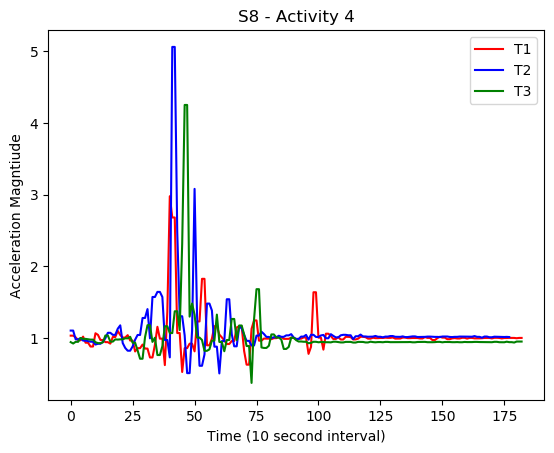 S8 - Activity 4
Acceleration Magntiude
5
4
3
2
1
T1
T2
T3
0
25
50
75
100
125
150
175
Time (10 second interval)